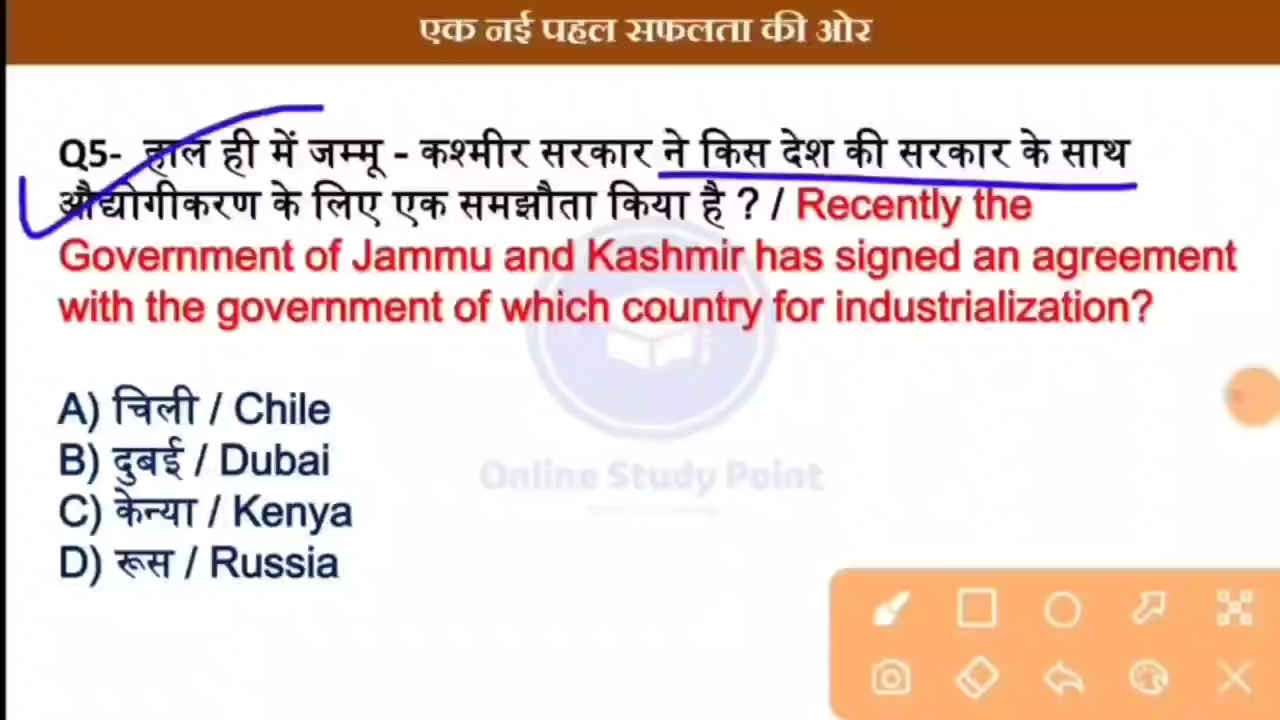 एक नई पहल सफलता की ओर
Q5- हाल ही में जम्मू - कश्मीर सरकार ने किस देश की सरकार के साथ
औद्योगीकरण के लिए एक समझौता किया है ? / Recently the
Government of Jammu and Kashmir has signed an agreement
with the government of which country for industrialization?
A) चिली / Chile
B) दुबई / Dubai
C) केन्या / Kenya
D) रूस / Russia
Online Study Point